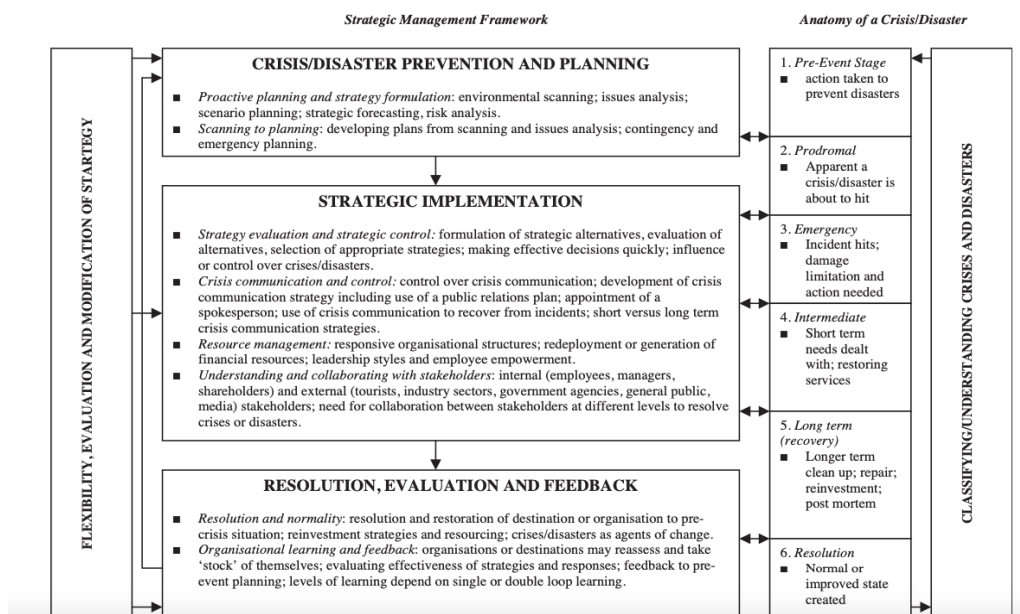 Strategic Management Framework
Anatomy of a Crisis/Disaster
FLEXIBILITY, EVALUATION AND MODIFICATION OF STARTEGY
CRISIS/DISASTER PREVENTION AND PLANNING
■ Proactive planning and strategy formulation: environmental scanning; issues analysis;
scenario planning; strategic forecasting, risk analysis.
■ Scanning to planning: developing plans from scanning and issues analysis; contingency and
emergency planning.
STRATEGIC IMPLEMENTATION
■ Strategy evaluation and strategic control: formulation of strategic alternatives, evaluation of
alternatives, selection of appropriate strategies; making effective decisions quickly; influence
or control over crises/disasters.
■ Crisis communication and control: control over crisis communication; development of crisis
communication strategy including use of a public relations plan; appointment of a
spokesperson; use of crisis communication to recover from incidents; short versus long term
crisis communication strategies.
■ Resource management: responsive organisational structures; redeployment or generation of
financial resources; leadership styles and employee empowerment.
■ Understanding and collaborating with stakeholders: internal (employees, managers,
shareholders) and external (tourists, industry sectors, government agencies, general public,
media) stakeholders; need for collaboration between stakeholders at different levels to resolve
crises or disasters.
RESOLUTION, EVALUATION AND FEEDBACK
■ Resolution and normality: resolution and restoration of destination or organisation to pre-
crisis situation; reinvestment strategies and resourcing; crises/disasters as agents of change.
■ Organisational learning and feedback: organisations or destinations may reassess and take
‘stock’ of themselves; evaluating effectiveness of strategies and responses; feedback to pre-
event planning; levels of learning depend on single or double loop learning.
1. Pre-Event Stage
■ action taken to
prevent disasters
2. Prodromal
■ Apparent a
crisis/disaster is
about to hit
3. Emergency
■ Incident hits;
damage
limitation and
action needed
4. Intermediate
■ Short term
needs dealt
with; restoring
services
5. Long term
(recovery)
■ Longer term
clean up; repair;
reinvestment;
post mortem
6. Resolution
■ Normal or
improved state
created
CLASSIFYING/UNDERSTANDING CRISES AND DISASTERS